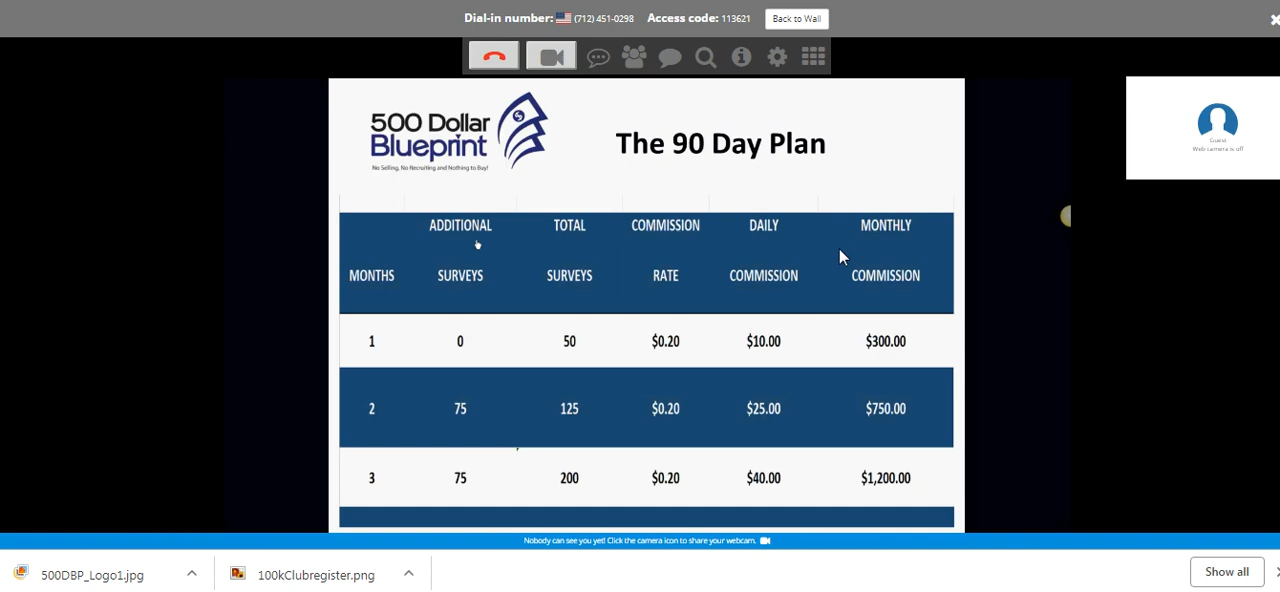 Dial-in number: (712) 451-0298 Access code: 113621 Back to Wall
500 Dollar
Blueprint
No Selling, No Recruiting and Nothing to Buy!
The 90 Day Plan
Guest
Web camera is off
MONTHS ADDITIONAL SURVEYS TOTAL SURVEYS COMMISSION RATE DAILY COMMISSION MONTHLY COMMISSION
1 0 50 $0.20 $10.00 $300.00
2 75 125 $0.20 $25.00 $750.00
3 75 200 $0.20 $40.00 $1,200.00
Nobody can see you yet! Click the camera icon to share your webcam.
500DBP_Logo1.jpg 100kClubregister.png Show all